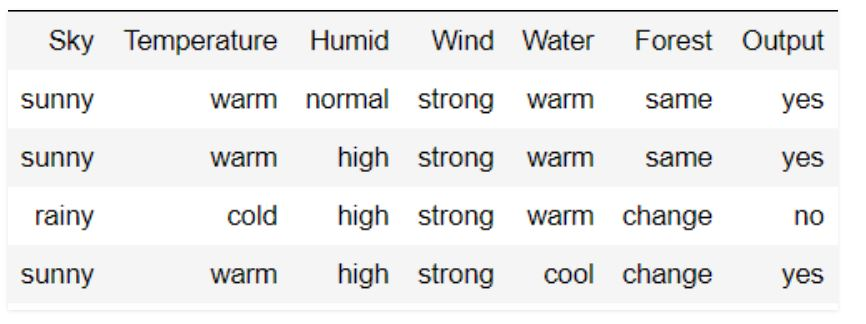 Sky Temperature Humid Wind Water Forest Output
sunny warm normal strong warm same yes
sunny warm high strong warm same yes
rainy cold high strong warm change no
sunny warm high strong cool change yes